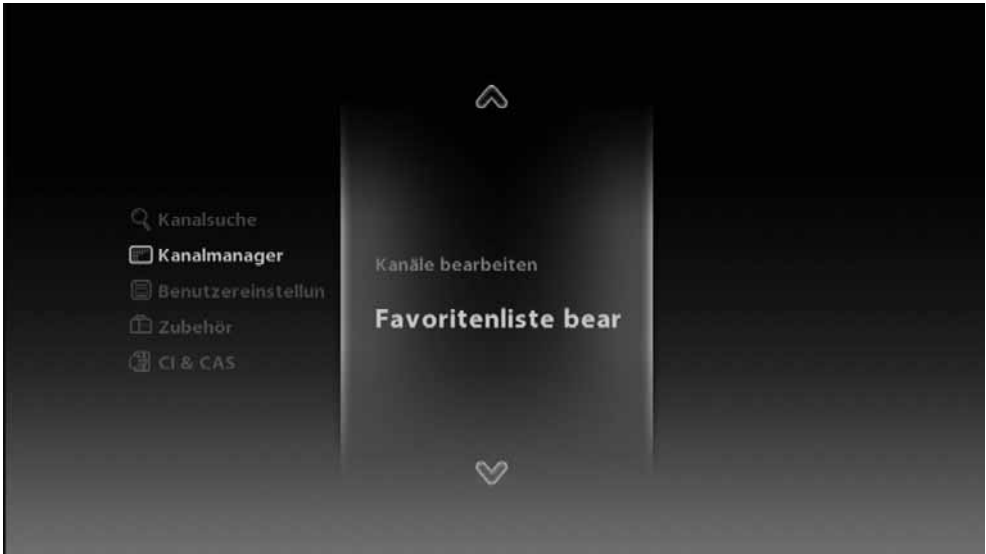 Kanalsuche
Kanalmanager
Benutzereinstellun
Zubehör
CI & CAS
Kanäle bearbeiten
Favoritenliste bear